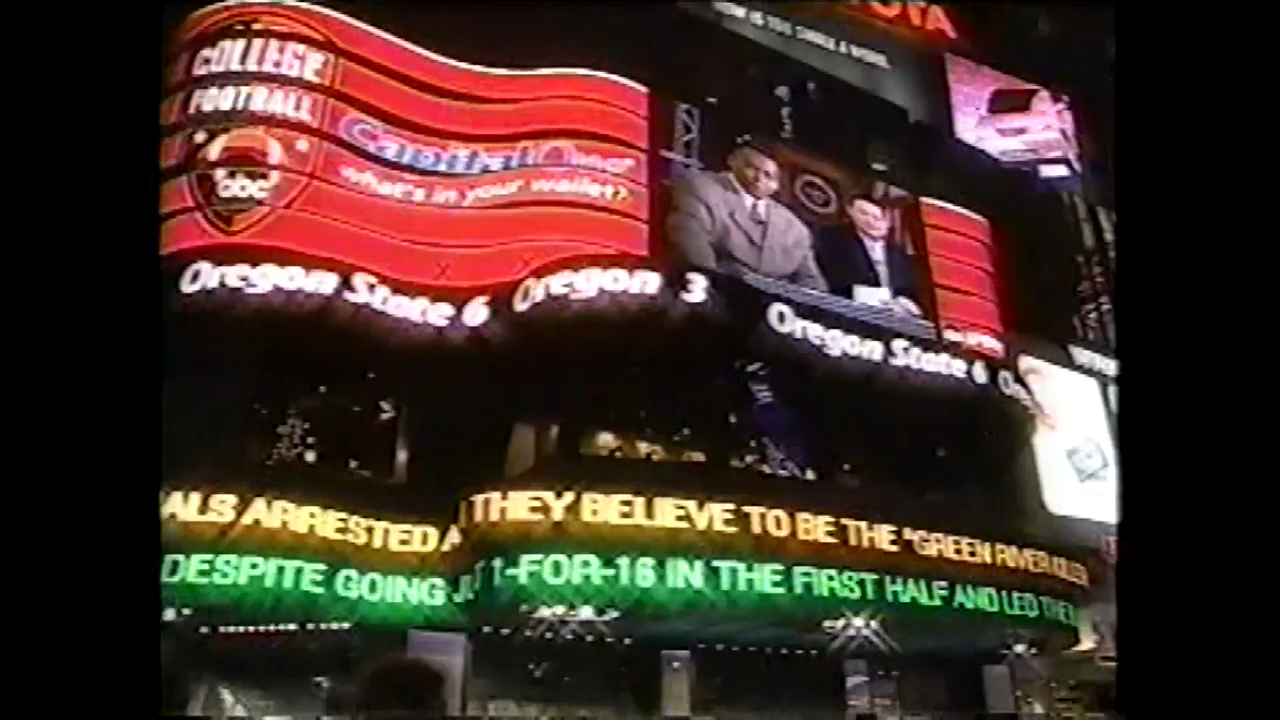 COLLEGE
FOOTBALL
abc
Capital One
what's in your wallet?
Oregon State 6 Oregon 3
Oregon State 6
ALS ARRESTED A
THEY BELIEVE TO BE THE "GREEN RIVER KILLER
DESPITE GOING
1-FOR-16 IN THE FIRST HALF AND LED THE